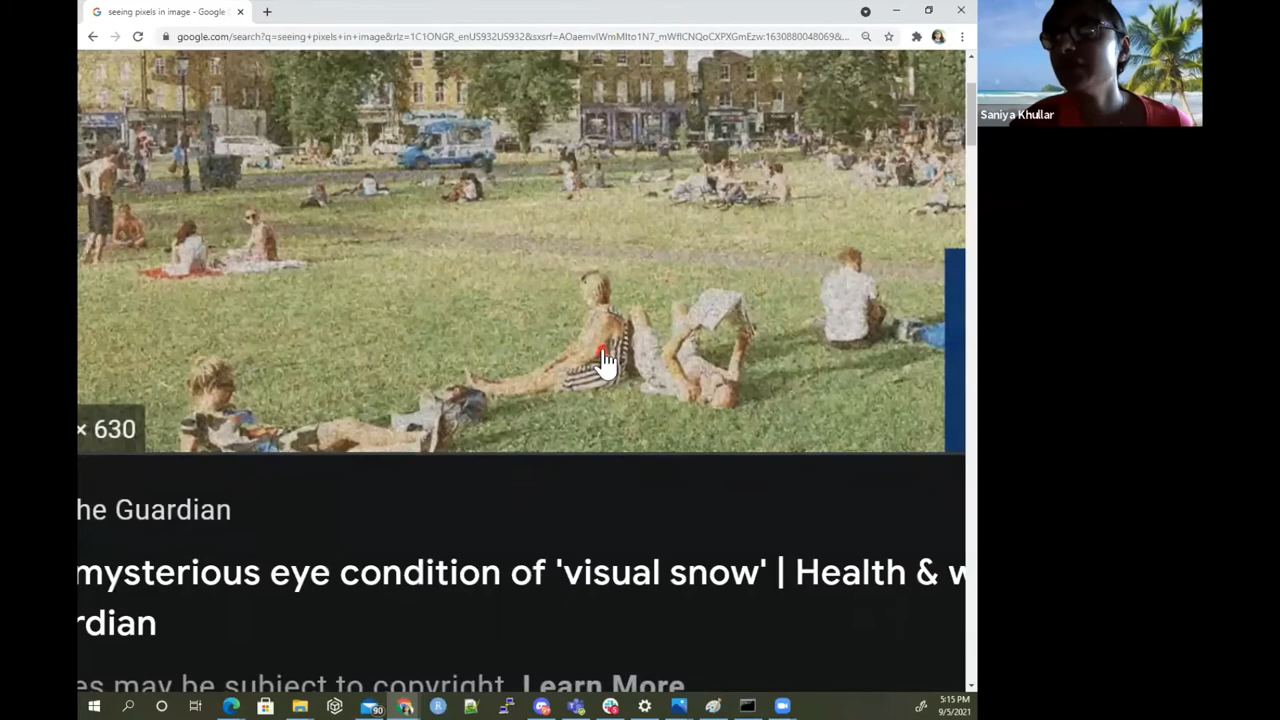 seeing pixels in image - Google
google.com/search?q=seeing+pixels+in+image&rlz=1C1ONGR_enUS932US932&sxsrf=AOaemvIWmMIto1N7_mWflCNQoCXPXGmEzw:1630880048069&...
Saniya Khullar
× 630
he Guardian
mysterious eye condition of 'visual snow' | Health & w
rdian
es may be subject to copyright. Learn More
90
5:15 PM
9/5/2021